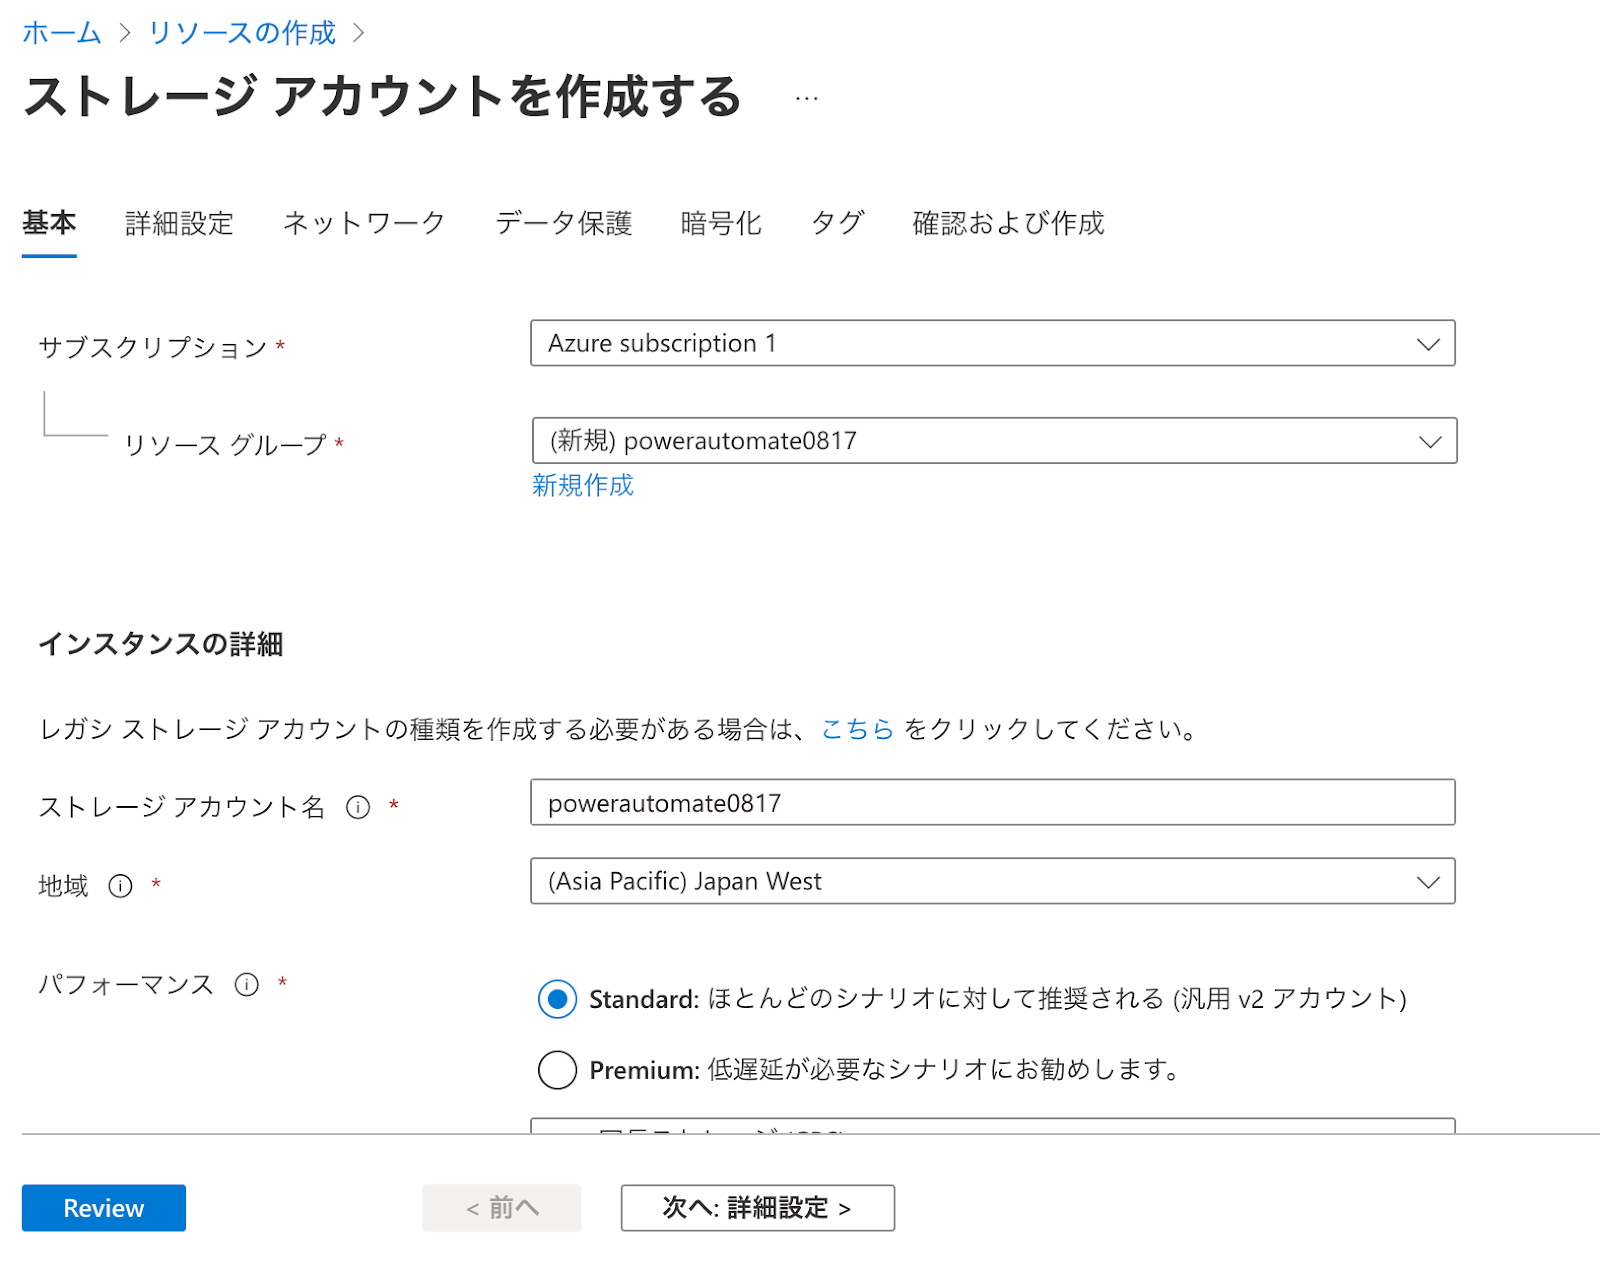 ホーム > リソースの作成 >
ストレージ アカウントを作成する ...
基本 詳細設定 ネットワーク データ保護 暗号化 タグ 確認および作成
サブスクリプション * Azure subscription 1
リソース グループ * (新規) powerautomate0817
新規作成
インスタンスの詳細
レガシ ストレージ アカウントの種類を作成する必要がある場合は、 こちら をクリックしてください。
ストレージ アカウント名 * powerautomate0817
地域 * (Asia Pacific) Japan West
パフォーマンス * Standard: ほとんどのシナリオに対して推奨される (汎用 v2 アカウント)
Premium: 低遅延が必要なシナリオにお勧めします。
Review < 前へ 次へ: 詳細設定 >